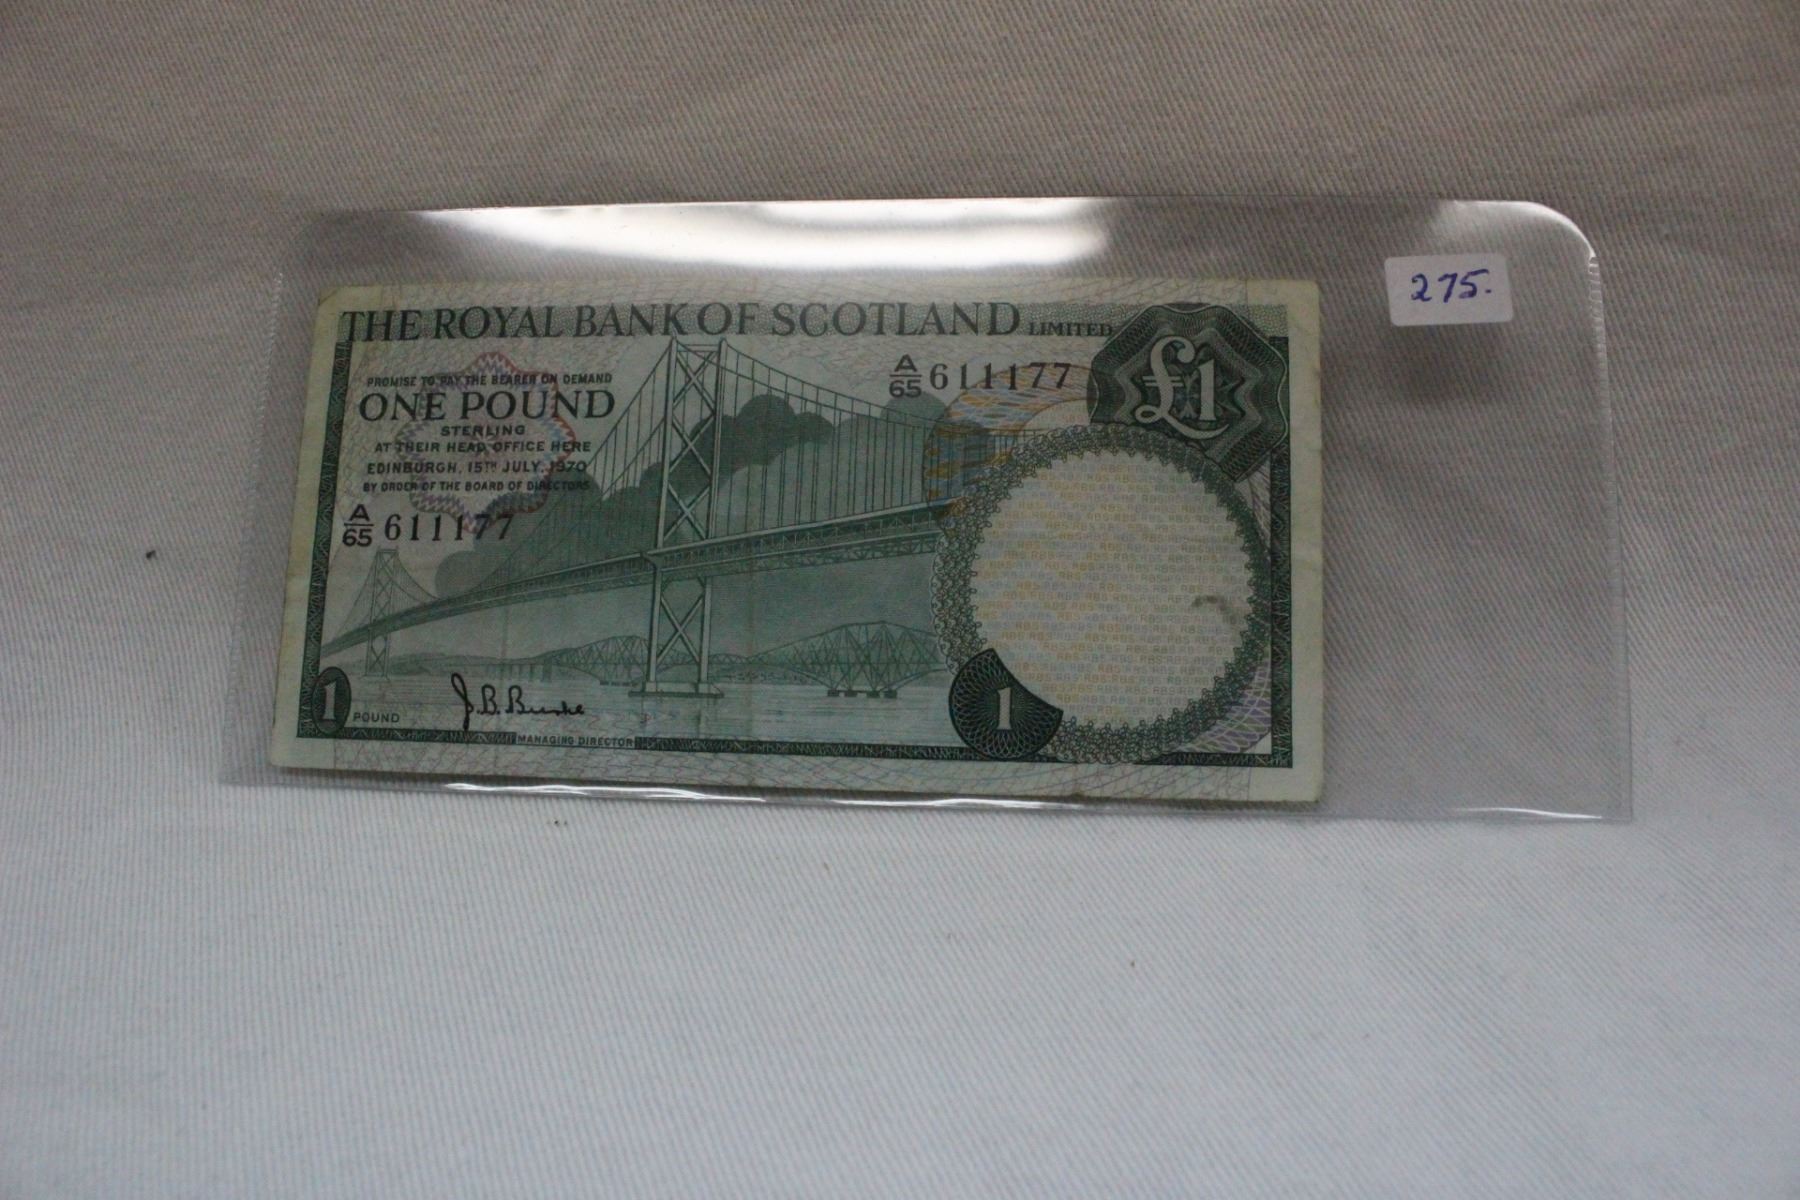 275.
THE ROYAL BANK OF SCOTLAND LIMITED
£1
A/65 611177
PROMISE TO PAY THE BEARER ON DEMAND
ONE POUND
STERLING
AT THEIR HEAD OFFICE HERE
EDINBURGH, 15TH JULY, 1970
BY ORDER OF THE BOARD OF DIRECTORS
A/65 611177
1 POUND
J.B. Burke
MANAGING DIRECTOR
1